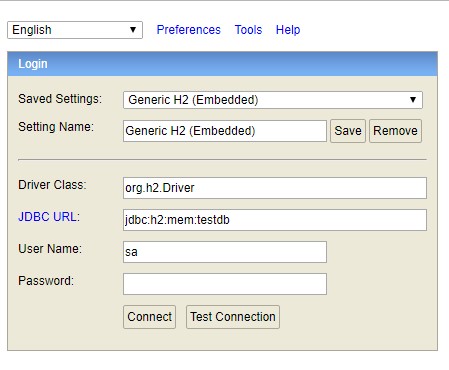 English Preferences Tools Help
Login
Saved Settings: Generic H2 (Embedded)
Setting Name: Generic H2 (Embedded) Save Remove
Driver Class: org.h2.Driver
JDBC URL: jdbc:h2:mem:testdb
User Name: sa
Password:
Connect Test Connection